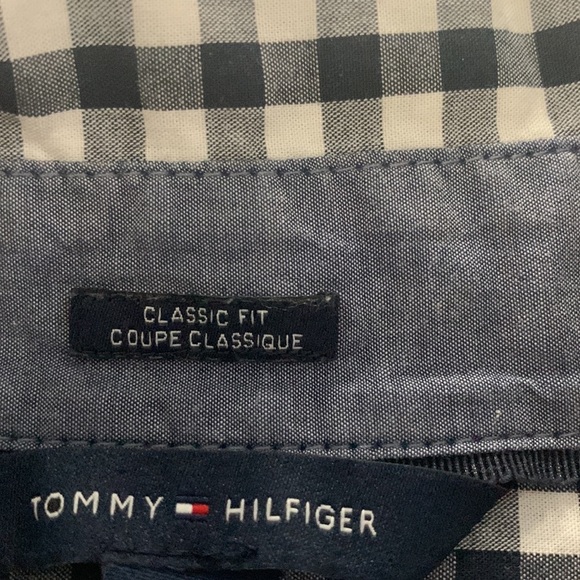 CLASSIC FIT
COUPE CLASSIQUE
TOMMY HILFIGER